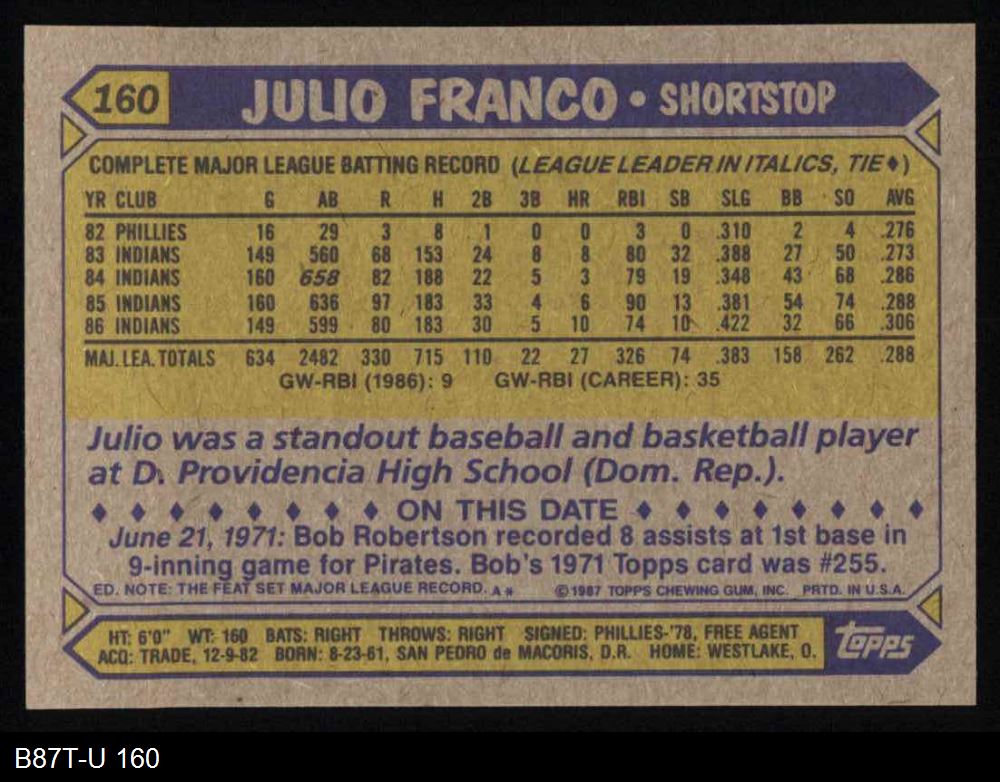 160 JULIO FRANCO • SHORTSTOP
COMPLETE MAJOR LEAGUE BATTING RECORD (LEAGUE LEADER IN ITALICS, TIE♦)
YR CLUB G AB R H 2B 3B HR RBI SB SLG BB SO AVG
82 PHILLIES 16 29 3 8 1 0 0 3 0 .310 2 4 .276
83 INDIANS 149 560 68 153 24 8 8 80 32 .388 27 50 .273
84 INDIANS 160 658 82 188 22 5 3 79 19 .348 43 68 .286
85 INDIANS 160 636 97 183 33 4 6 90 13 .381 54 74 .288
86 INDIANS 149 599 80 183 30 5 10 74 10 .422 32 66 .306
MAJ. LEA. TOTALS 634 2482 330 715 110 22 27 326 74 .383 158 262 .288
GW-RBI (1986): 9 GW-RBI (CAREER): 35
Julio was a standout baseball and basketball player
at D. Providencia High School (Dom. Rep.).
♦ ♦ ♦ ♦ ♦ ♦ ♦ ♦ ON THIS DATE ♦ ♦ ♦ ♦ ♦ ♦ ♦ ♦
June 21, 1971: Bob Robertson recorded 8 assists at 1st base in
9-inning game for Pirates. Bob's 1971 Topps card was #255.
ED. NOTE: THE FEAT SET MAJOR LEAGUE RECORD. A* ©1987 TOPPS CHEWING GUM, INC. PRTD. IN U.S.A.
HT: 6'0" WT: 160 BATS: RIGHT THROWS: RIGHT SIGNED: PHILLIES-'78, FREE AGENT
ACQ: TRADE, 12-9-82 BORN: 8-23-61, SAN PEDRO de MACORIS, D.R. HOME: WESTLAKE, O.
topps
B87T-U 160